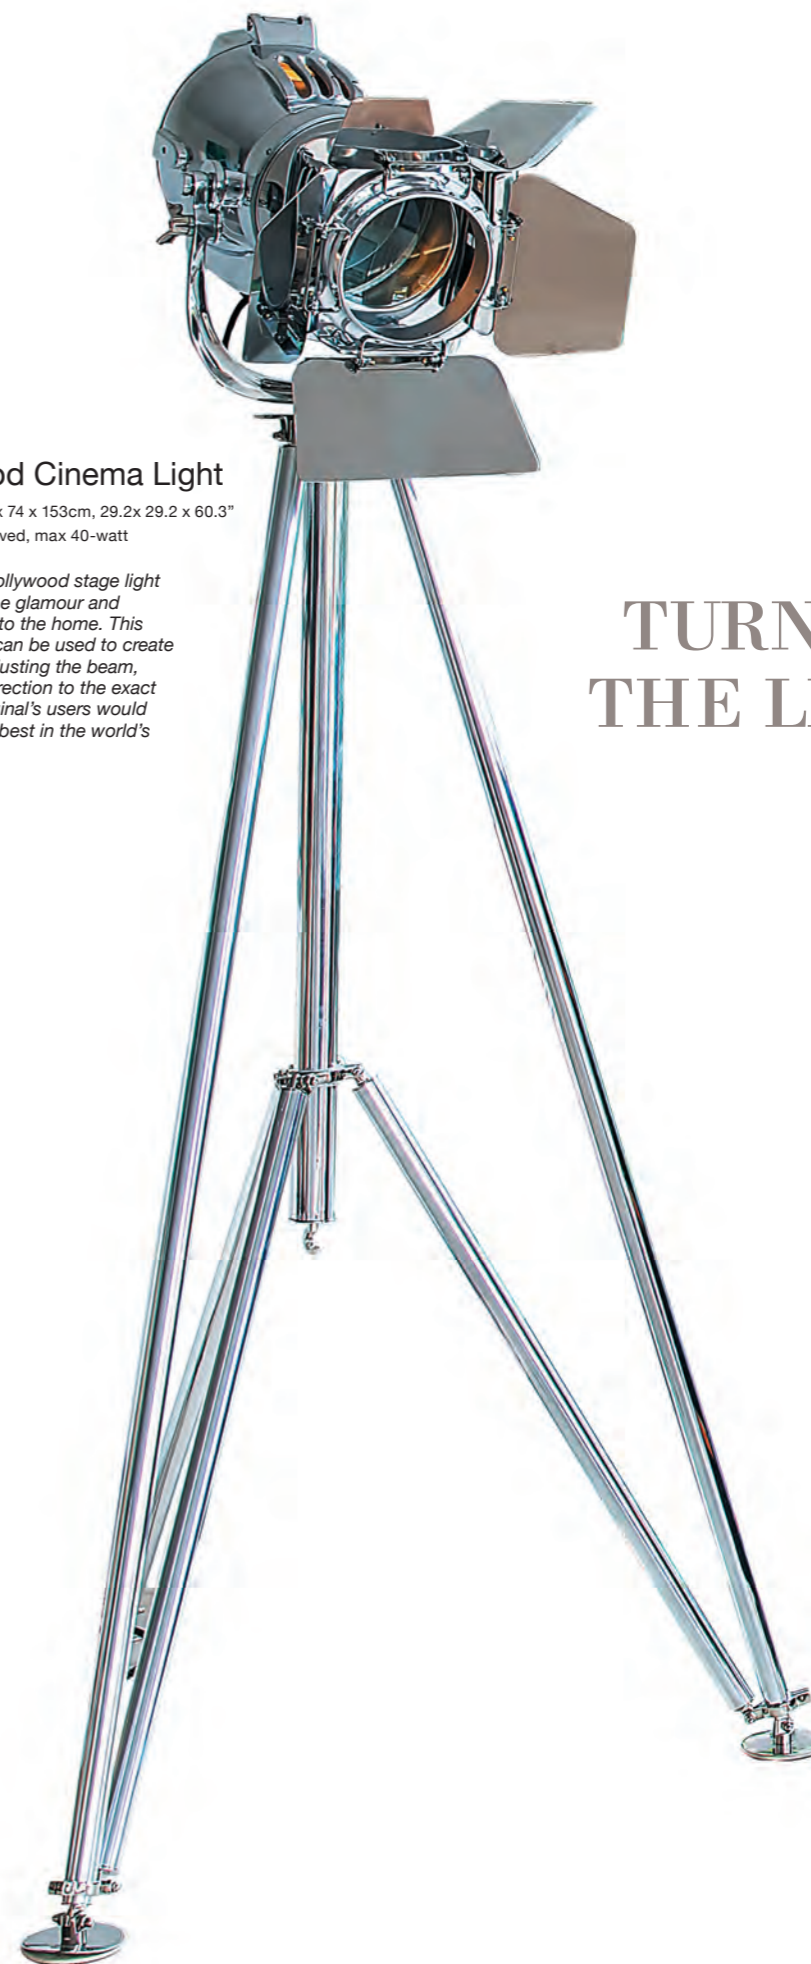 od Cinema Light
x 74 x 153cm, 29.2x 29.2 x 60.3”
ved, max 40-watt
ollywood stage light
e glamour and
to the home. This
can be used to create
lusting the beam,
rection to the exact
inal’s users would
best in the world’s
TURN
THE L